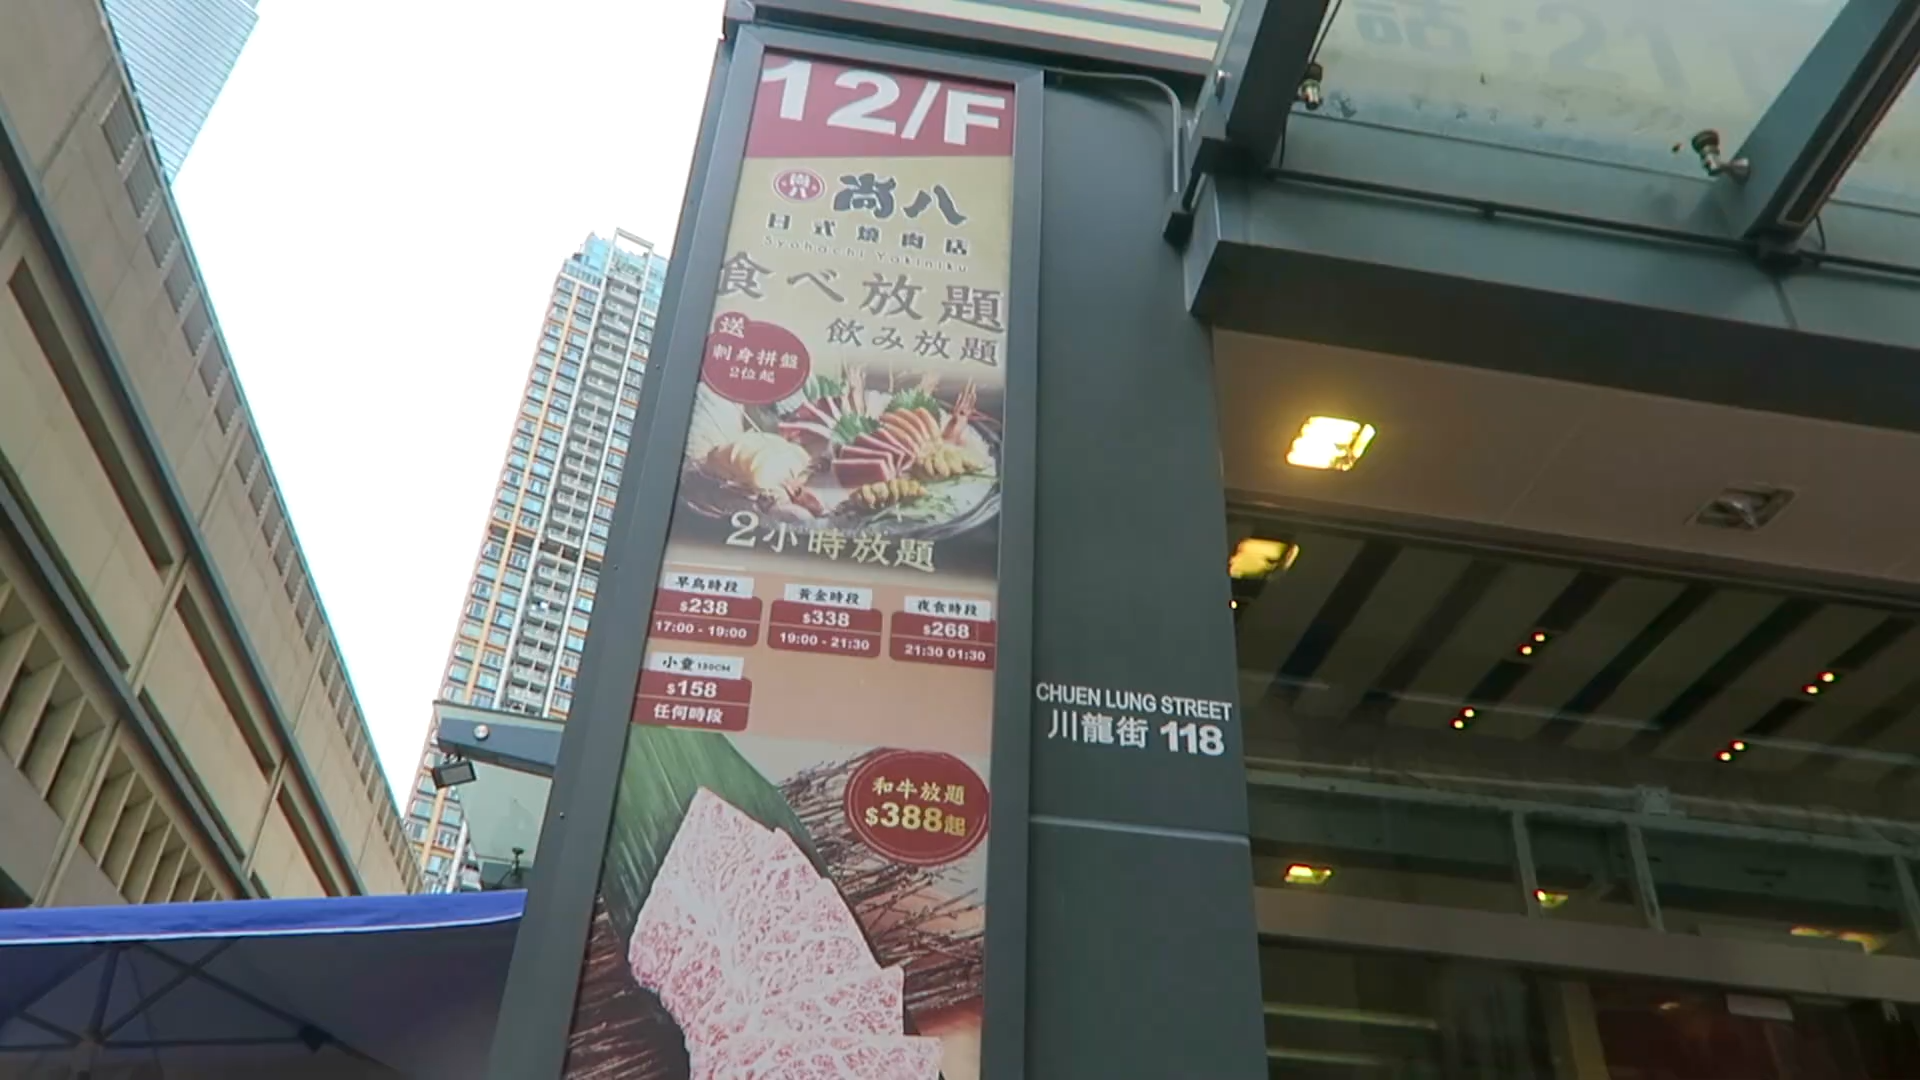 12/F
尚八
尚八
日式燒肉店
Syohachi Yakiniku
食べ放題
飲み放題
送
刺身拼盤
2位起
2小時放題
早鳥時段
$238
17:00 - 19:00
黃金時段
$338
19:00 - 21:30
夜食時段
$268
21:30 01:30
小童 130CM
$158
任何時段
和牛放題
$388起
CHUEN LUNG STREET
川龍街 118